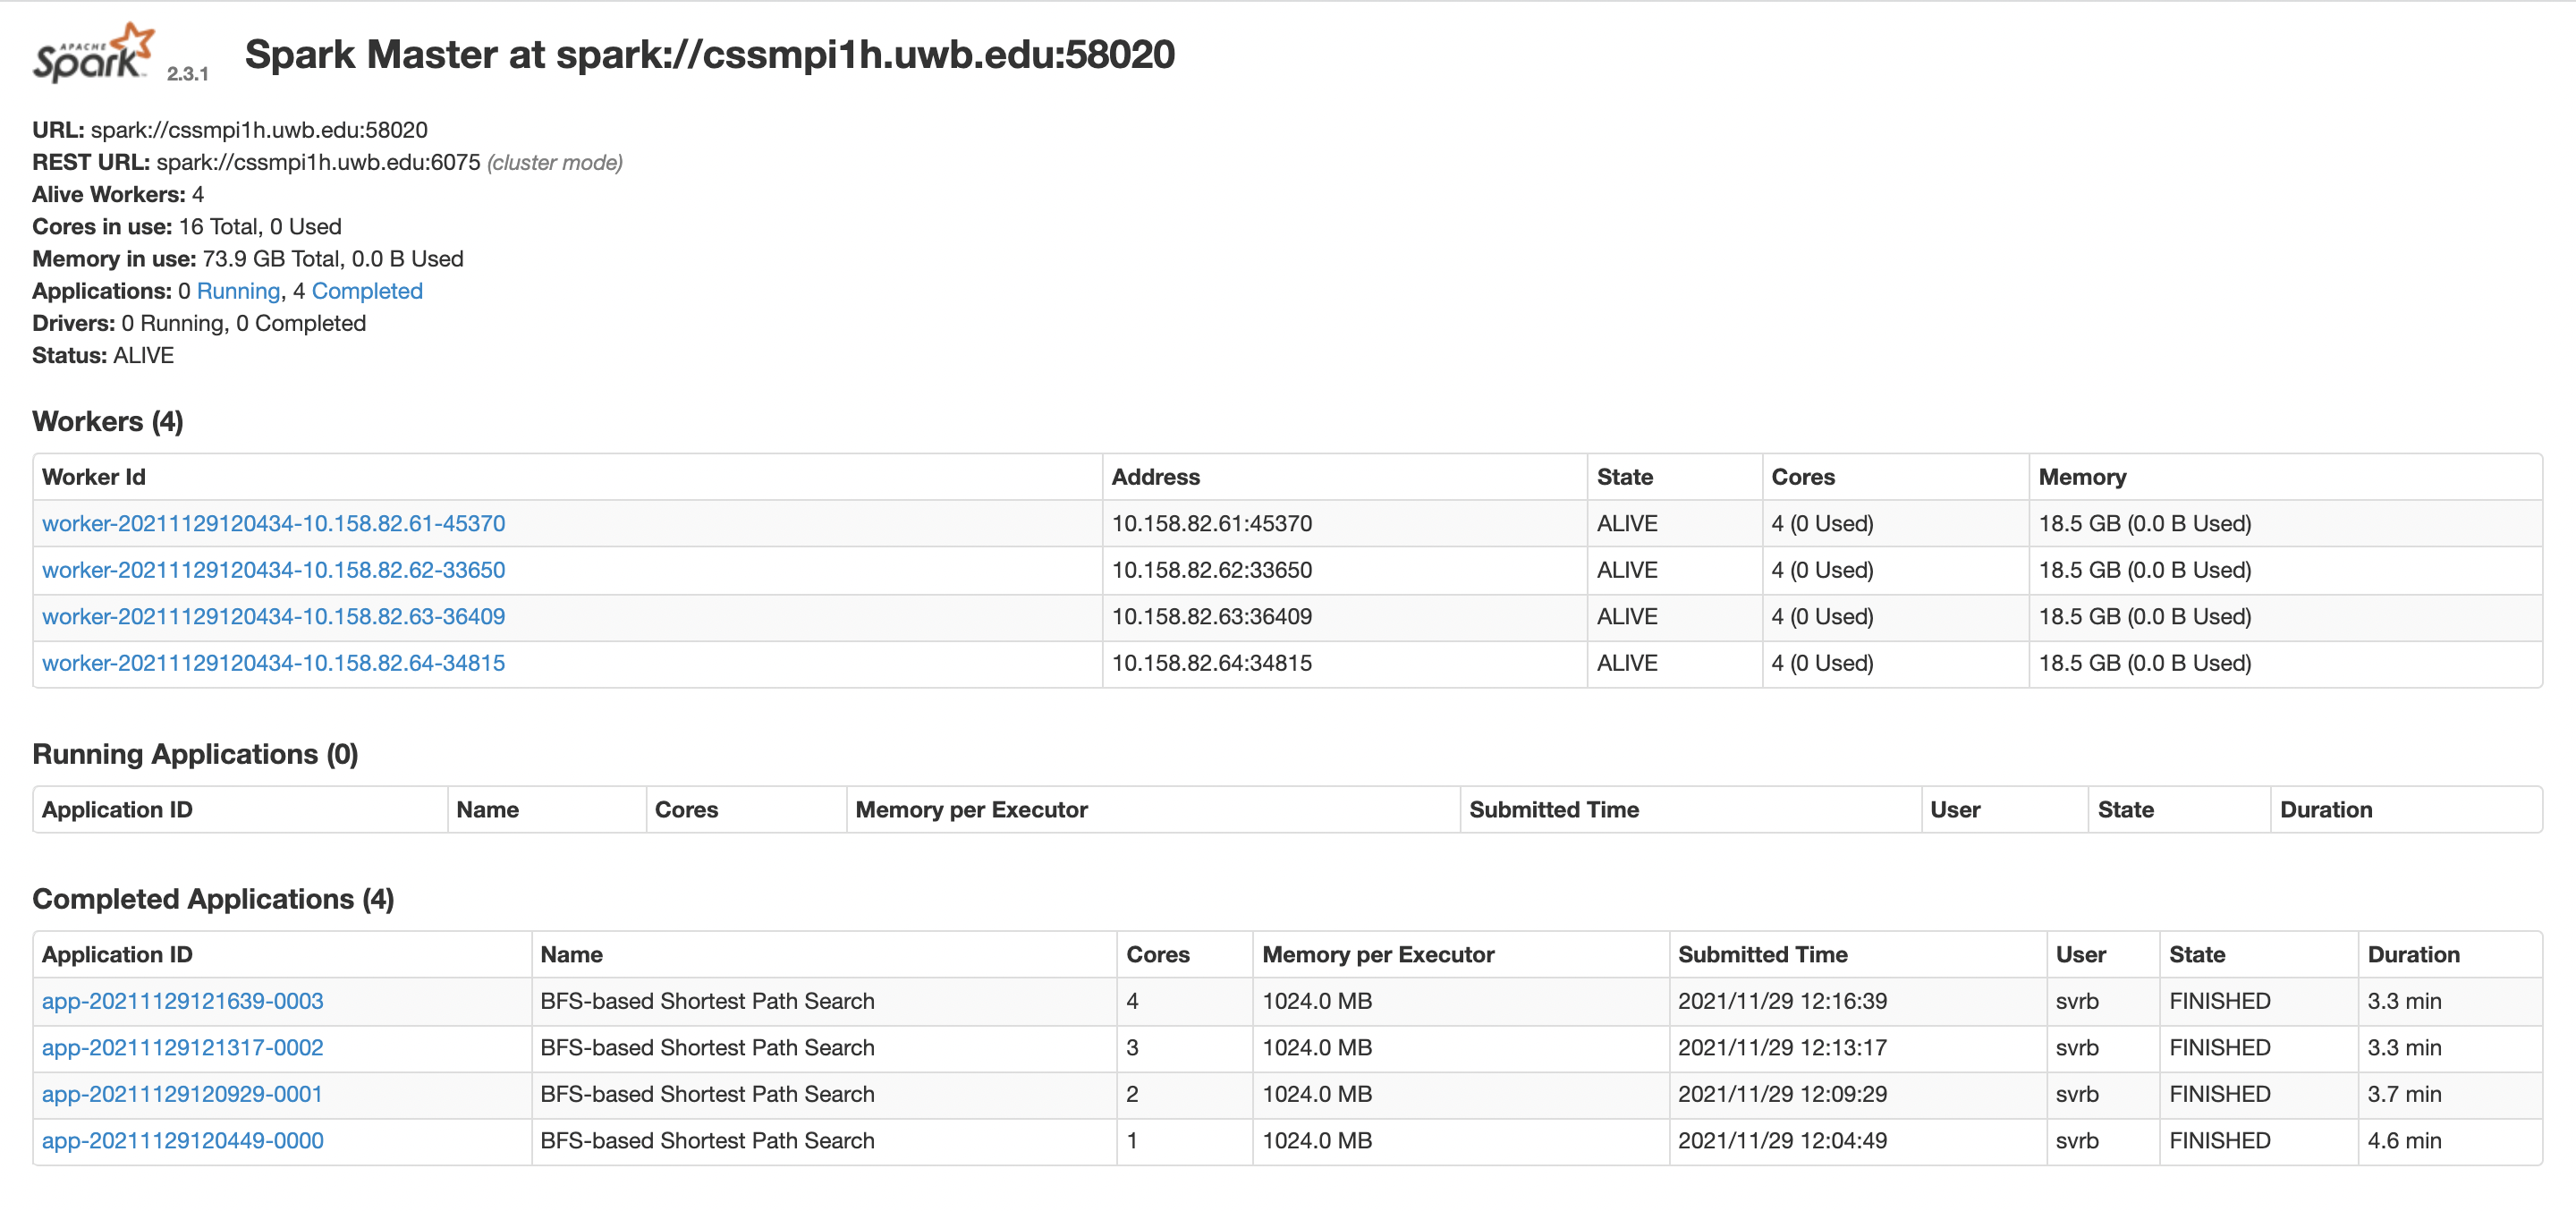 APACHE
Spark 2.3.1 Spark Master at spark://cssmpi1h.uwb.edu:58020
URL: spark://cssmpi1h.uwb.edu:58020
REST URL: spark://cssmpi1h.uwb.edu:6075 (cluster mode)
Alive Workers: 4
Cores in use: 16 Total, 0 Used
Memory in use: 73.9 GB Total, 0.0 B Used
Applications: 0 Running, 4 Completed
Drivers: 0 Running, 0 Completed
Status: ALIVE
Workers (4)
Worker Id Address State Cores Memory
worker-20211129120434-10.158.82.61-45370 10.158.82.61:45370 ALIVE 4 (0 Used) 18.5 GB (0.0 B Used)
worker-20211129120434-10.158.82.62-33650 10.158.82.62:33650 ALIVE 4 (0 Used) 18.5 GB (0.0 B Used)
worker-20211129120434-10.158.82.63-36409 10.158.82.63:36409 ALIVE 4 (0 Used) 18.5 GB (0.0 B Used)
worker-20211129120434-10.158.82.64-34815 10.158.82.64:34815 ALIVE 4 (0 Used) 18.5 GB (0.0 B Used)
Running Applications (0)
Application ID Name Cores Memory per Executor Submitted Time User State Duration
Completed Applications (4)
Application ID Name Cores Memory per Executor Submitted Time User State Duration
app-20211129121639-0003 BFS-based Shortest Path Search 4 1024.0 MB 2021/11/29 12:16:39 svrb FINISHED 3.3 min
app-20211129121317-0002 BFS-based Shortest Path Search 3 1024.0 MB 2021/11/29 12:13:17 svrb FINISHED 3.3 min
app-20211129120929-0001 BFS-based Shortest Path Search 2 1024.0 MB 2021/11/29 12:09:29 svrb FINISHED 3.7 min
app-20211129120449-0000 BFS-based Shortest Path Search 1 1024.0 MB 2021/11/29 12:04:49 svrb FINISHED 4.6 min